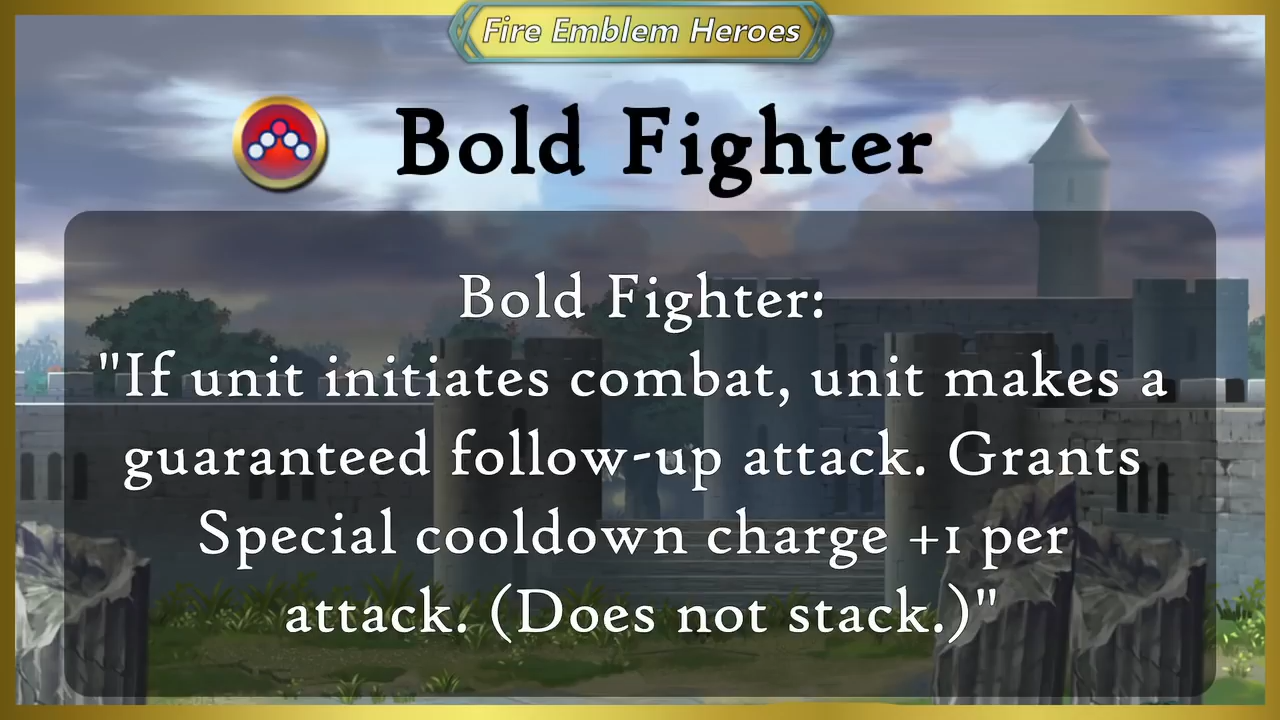 Fire Emblem Heroes
Bold Fighter
Bold Fighter:
"If unit initiates combat, unit makes a
guaranteed follow-up attack. Grants
Special cooldown charge +1 per
attack. (Does not stack.)"